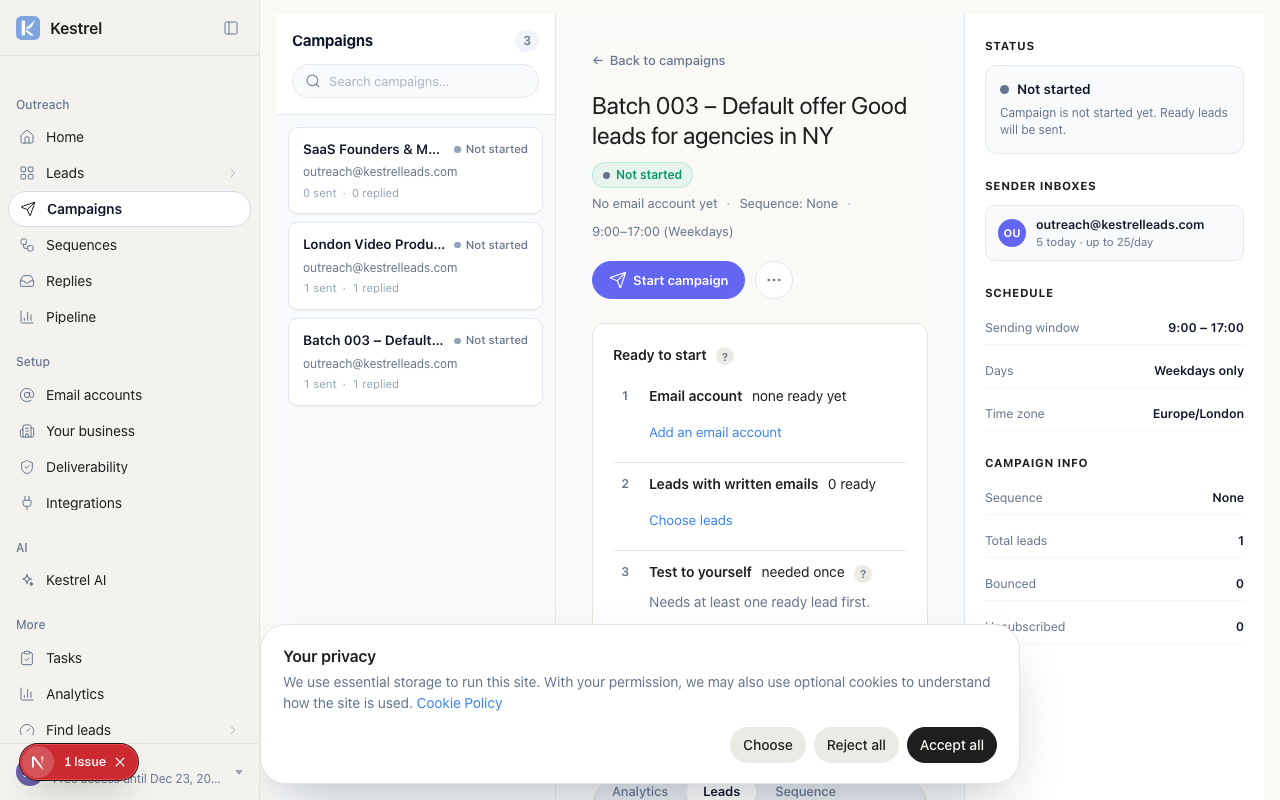 Kestrel
Outreach
Home
Leads
Campaigns
Sequences
Replies
Pipeline
Setup
Email accounts
Your business
Deliverability
Integrations
AI
Kestrel AI
More
Tasks
Analytics
Find leads
N 1 Issue
until Dec 23, 20...
Campaigns 3
Search campaigns...
SaaS Founders & M... Not started
outreach@kestrelleads.com
0 sent · 0 replied
London Video Produ... Not started
outreach@kestrelleads.com
1 sent · 1 replied
Batch 003 – Default... Not started
outreach@kestrelleads.com
1 sent · 1 replied
← Back to campaigns
Batch 003 – Default offer Good
leads for agencies in NY
Not started
No email account yet · Sequence: None ·
9:00–17:00 (Weekdays)
Start campaign ...
Ready to start ?
1 Email account none ready yet
Add an email account
2 Leads with written emails 0 ready
Choose leads
3 Test to yourself needed once ?
Needs at least one ready lead first.
Analytics Leads Sequence
STATUS
Not started
Campaign is not started yet. Ready leads
will be sent.
SENDER INBOXES
OU outreach@kestrelleads.com
5 today · up to 25/day
SCHEDULE
Sending window 9:00 – 17:00
Days Weekdays only
Time zone Europe/London
CAMPAIGN INFO
Sequence None
Total leads 1
Bounced 0
Unsubscribed 0
Your privacy
We use essential storage to run this site. With your permission, we may also use optional cookies to understand
how the site is used. Cookie Policy
Choose Reject all Accept all